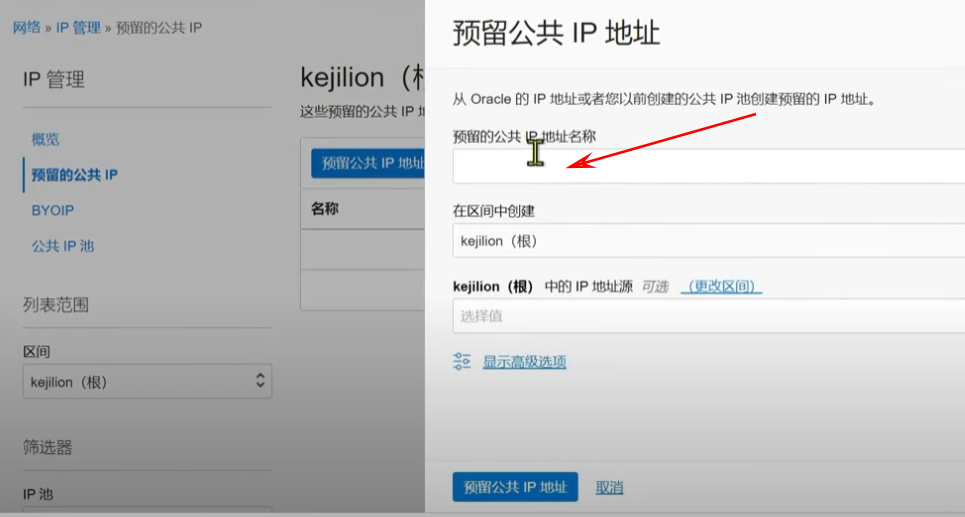 网络 » IP 管理 » 预留的公共 IP
IP 管理
概览
预留的公共 IP
BYOIP
公共 IP 池
列表范围
区间
kejilion（根）
筛选器
IP 池
kejilion（
这些预留的公共 IP
预留公共 IP 地址
名称
预留公共 IP 地址
从 Oracle 的 IP 地址或者您以前创建的公共 IP 池创建预留的 IP 地址。
预留的公共 IP 地址名称
在区间中创建
kejilion（根）
kejilion（根） 中的 IP 地址源 可选 （更改区间）
选择值
显示高级选项
预留公共 IP 地址 取消